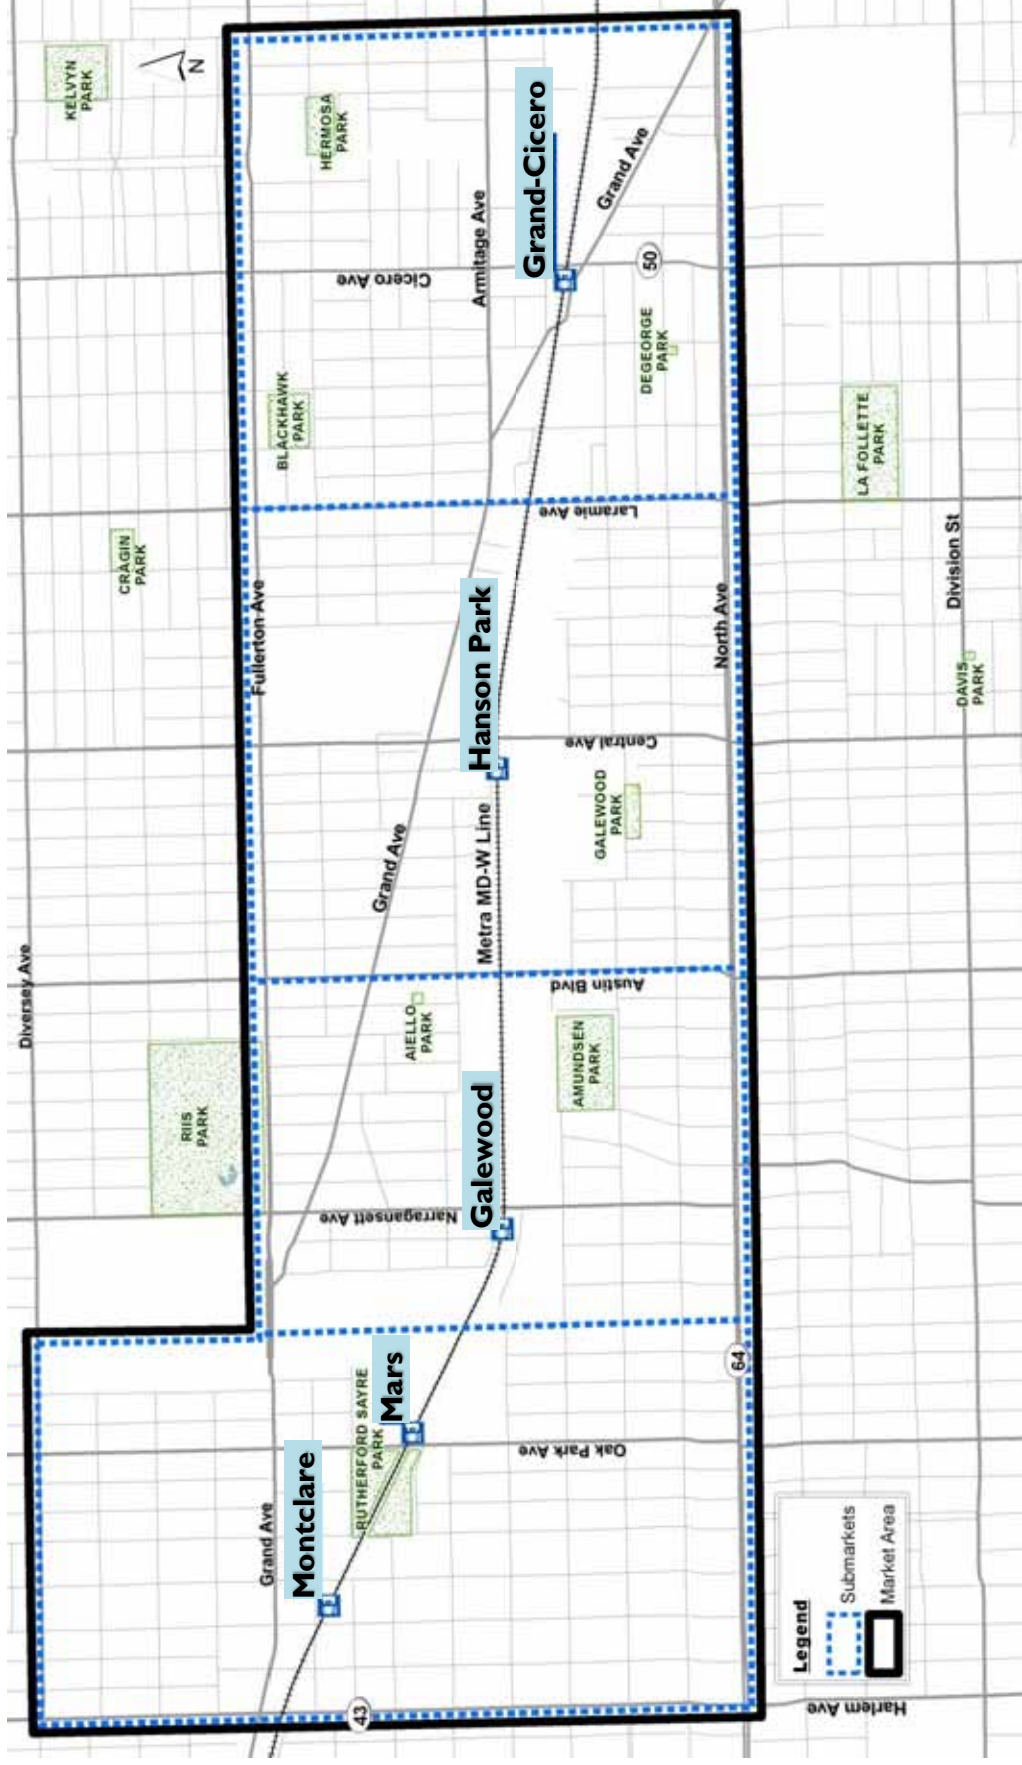 Diversey Ave
KELVYN
PARK
N
CRAGIN
PARK
RIIS
PARK
Grand Ave
Fullerton Ave
HERMOSA
PARK
BLACKHAWK
PARK
Montclare
43
RUTHERFORD SAYRE
PARK
Mars
Narragansett Ave
Grand Ave
AIELLO
PARK
Cicero Ave
Armitage Ave
Galewood
Metra MD-W Line
Hanson Park
Grand-Cicero
Oak Park Ave
AMUNDSEN
PARK
Austin Blvd
GALEWOOD
PARK
Central Ave
Laramie Ave
DEGEORGE
PARK
50
Grand Ave
64
North Ave
Legend
Submarkets
Market Area
Harlem Ave
LA FOLLETTE
PARK
Division St
DAVIS
PARK